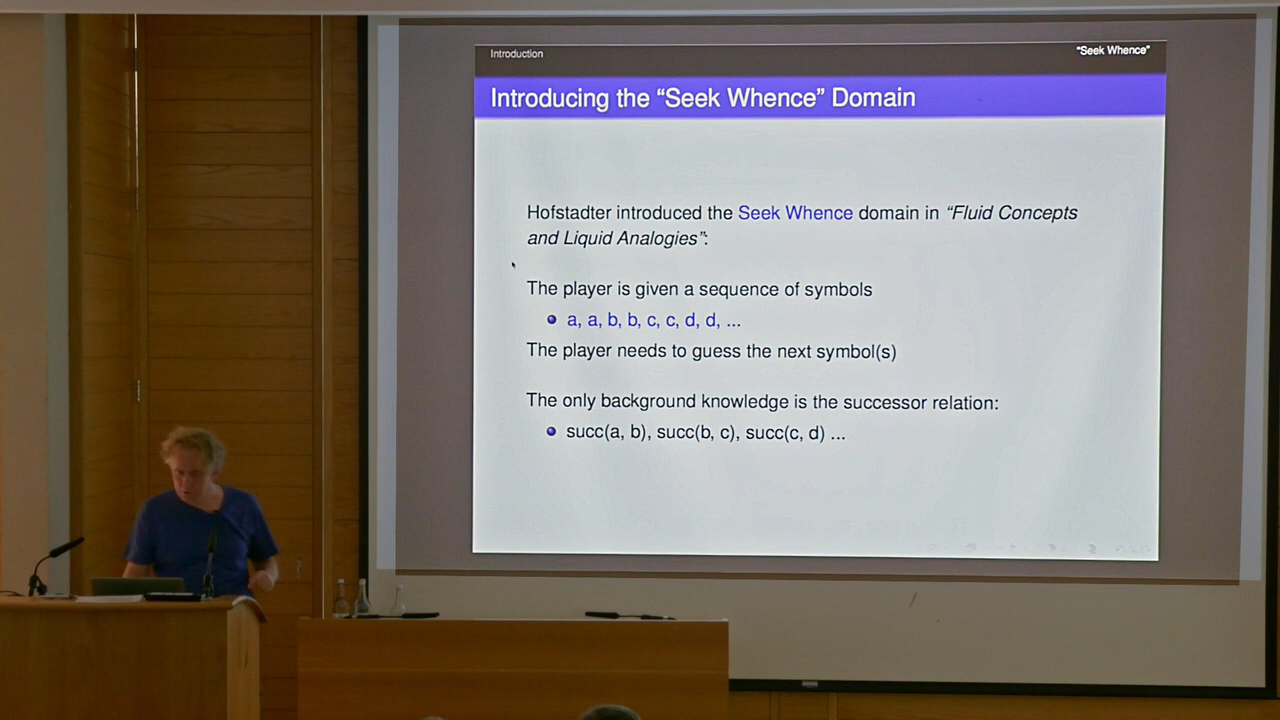 Introduction
"Seek Whence"
Introducing the “Seek Whence” Domain
Hofstadter introduced the Seek Whence domain in “Fluid Concepts
and Liquid Analogies”:
The player is given a sequence of symbols
a, a, b, b, c, c, d, d, ...
The player needs to guess the next symbol(s)
The only background knowledge is the successor relation:
succ(a, b), succ(b, c), succ(c, d) ...